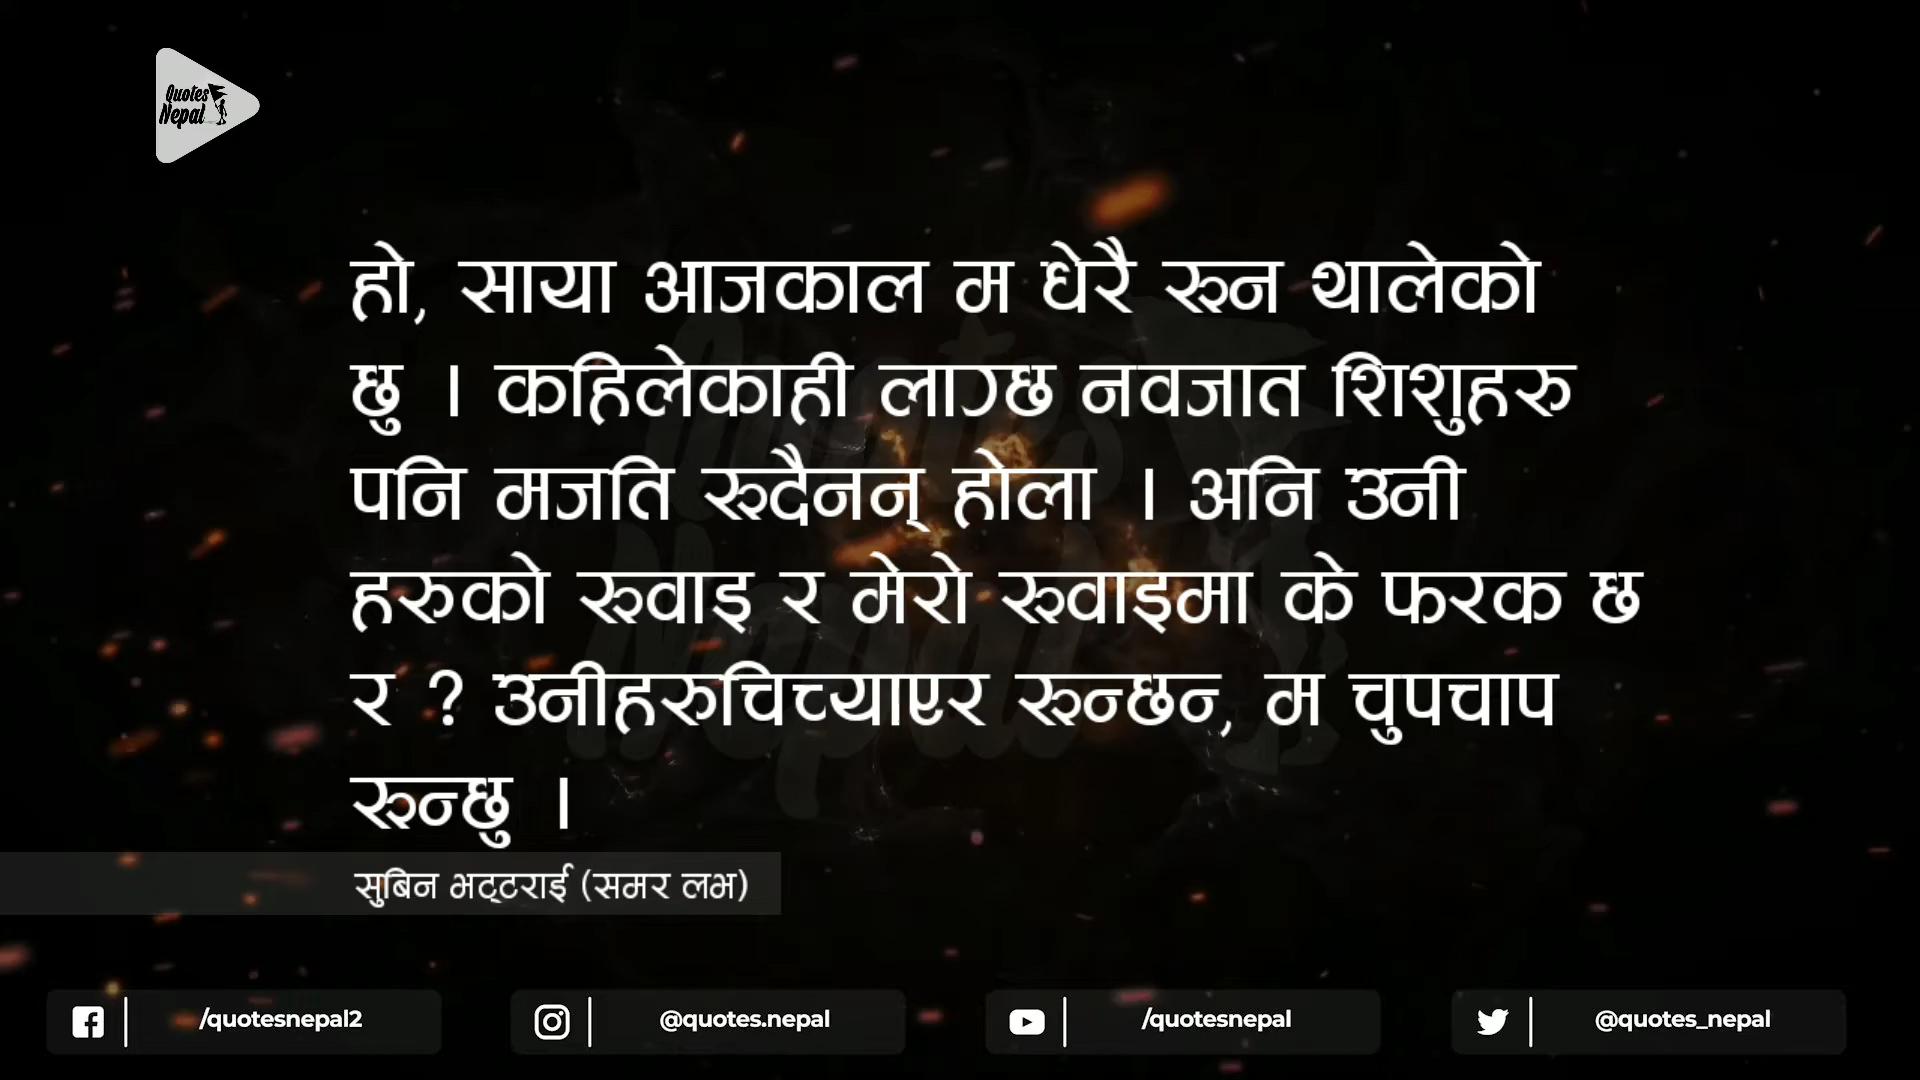 Quotes
Nepal
हो, साया आजकाल म धेरै रुन थालेको
छु । कहिलेकाही लाग्छ नवजात शिशुहरु
पनि मजति रुदैनन् होला । अनि उनी
हरुको रुवाइ र मेरो रुवाइमा के फरक छ
र ? उनीहरुचिच्याएर रुन्छन, म चुपचाप
रुन्छु ।
सुबिन भट्टराई (समर लभ)
/quotesnepal2
@quotes.nepal
/quotesnepal
@quotes_nepal